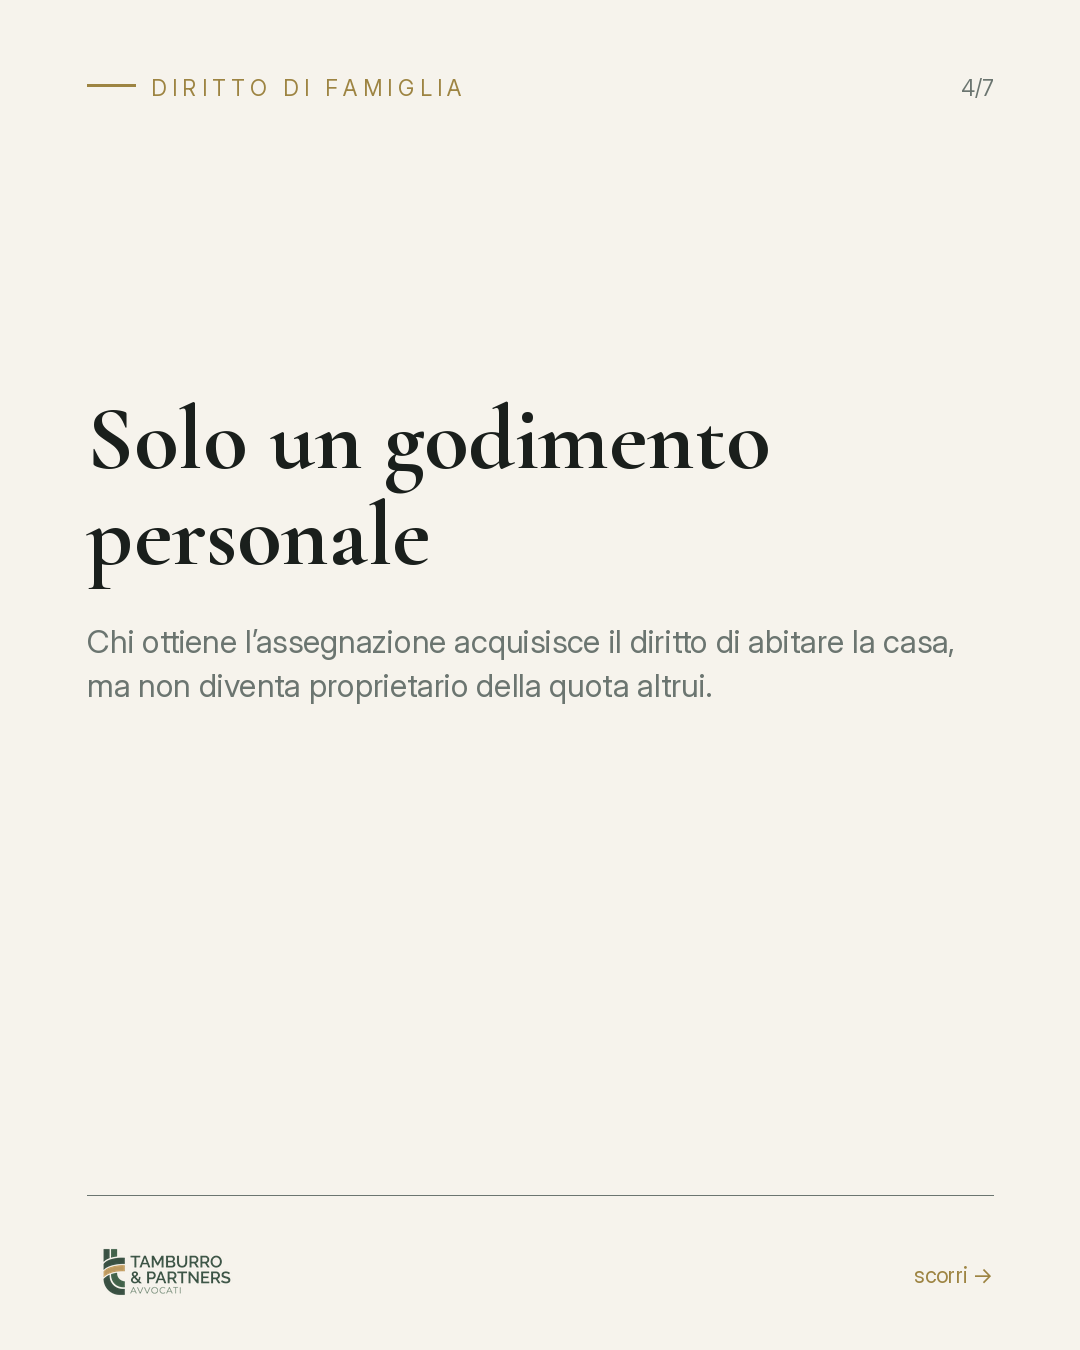 DIRITTO DI FAMIGLIA
4/7
Solo un godimento
personale
Chi ottiene l’assegnazione acquisisce il diritto di abitare la casa,
ma non diventa proprietario della quota altrui.
TAMBURRO
& PARTNERS
AVVOCATI
scorri →